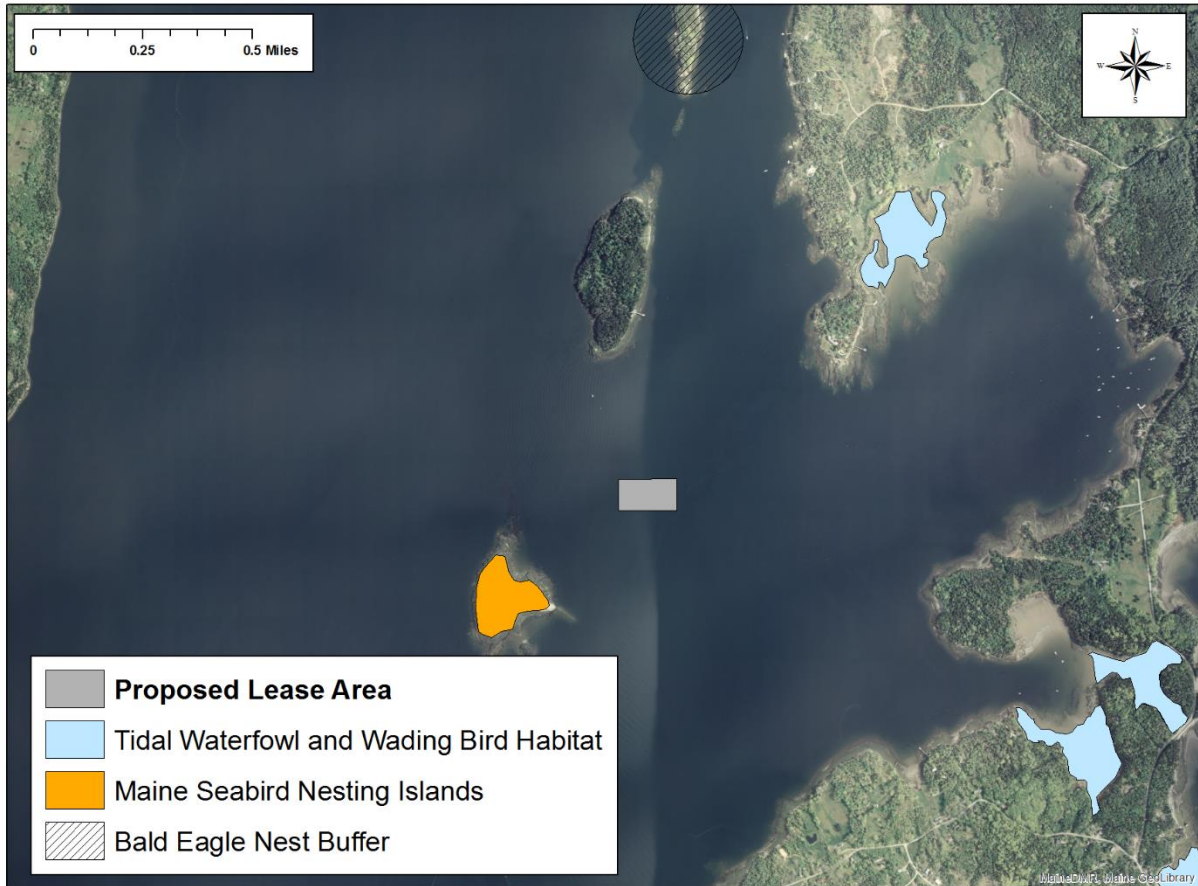 0 0.25 0.5 Miles
N
W E
S
Proposed Lease Area
Tidal Waterfowl and Wading Bird Habitat
Maine Seabird Nesting Islands
Bald Eagle Nest Buffer
MaineDMR, Maine GeoLibrary